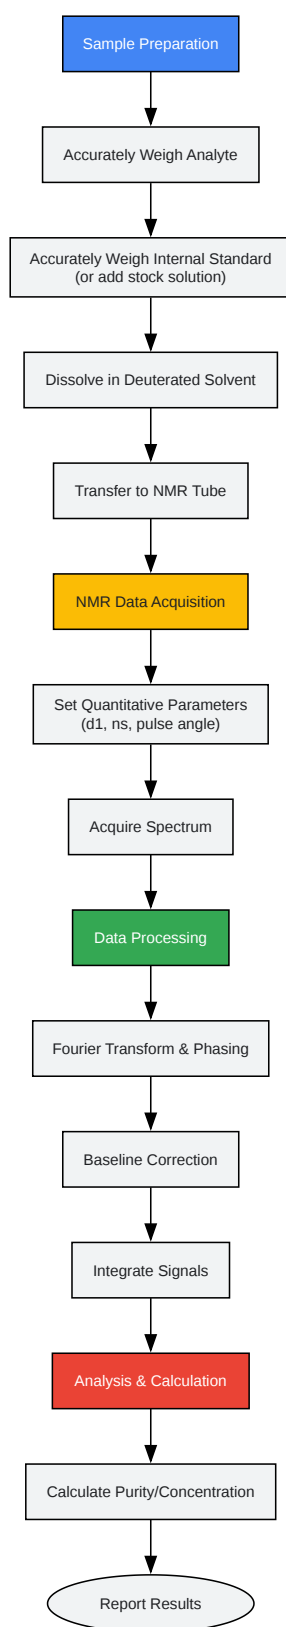 Sample Preparation
Accurately Weigh Analyte
Accurately Weigh Internal Standard
(or add stock solution)
Dissolve in Deuterated Solvent
Transfer to NMR Tube
NMR Data Acquisition
Set Quantitative Parameters
(d1, ns, pulse angle)
Acquire Spectrum
Data Processing
Fourier Transform & Phasing
Baseline Correction
Integrate Signals
Analysis & Calculation
Calculate Purity/Concentration
Report Results